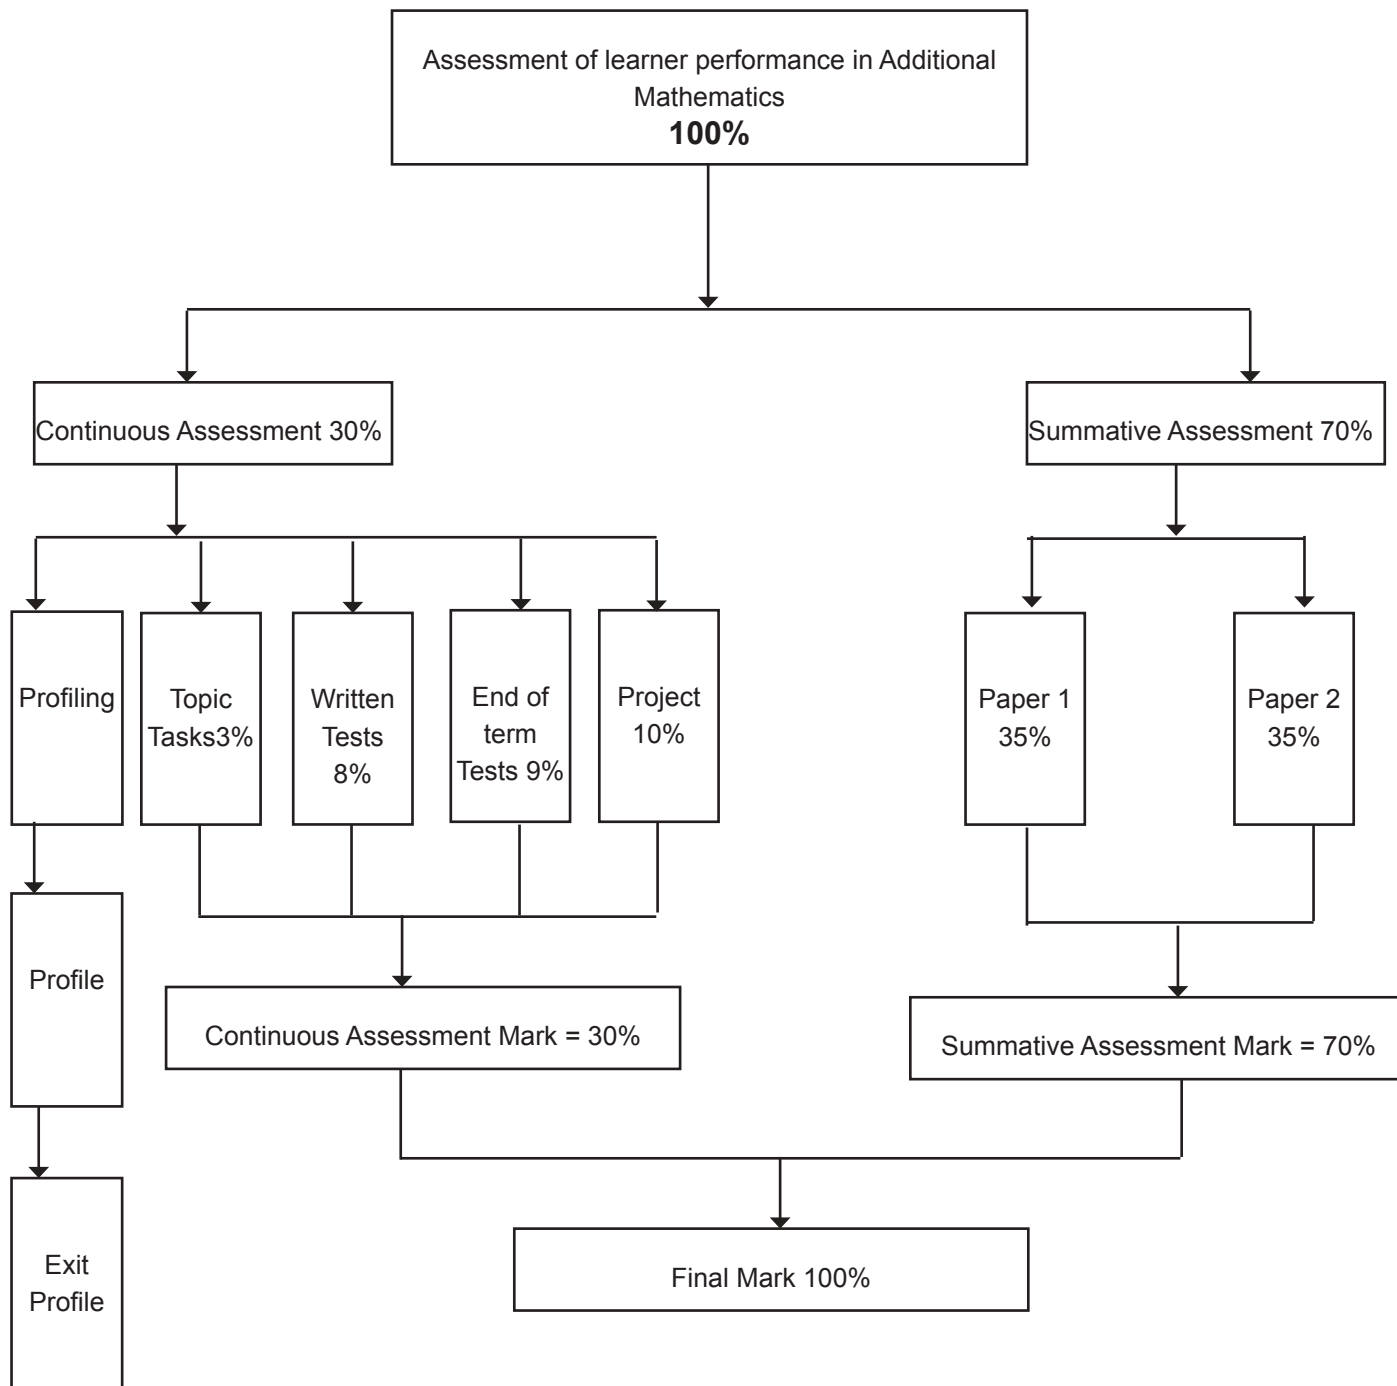 Assessment of learner performance in Additional
Mathematics
100%
Continuous Assessment 30%
Summative Assessment 70%
Profiling
Topic
Tasks3%
Written
Tests
8%
End of
term
Tests 9%
Project
10%
Paper 1
35%
Paper 2
35%
Profile
Continuous Assessment Mark = 30%
Summative Assessment Mark = 70%
Exit
Profile
Final Mark 100%